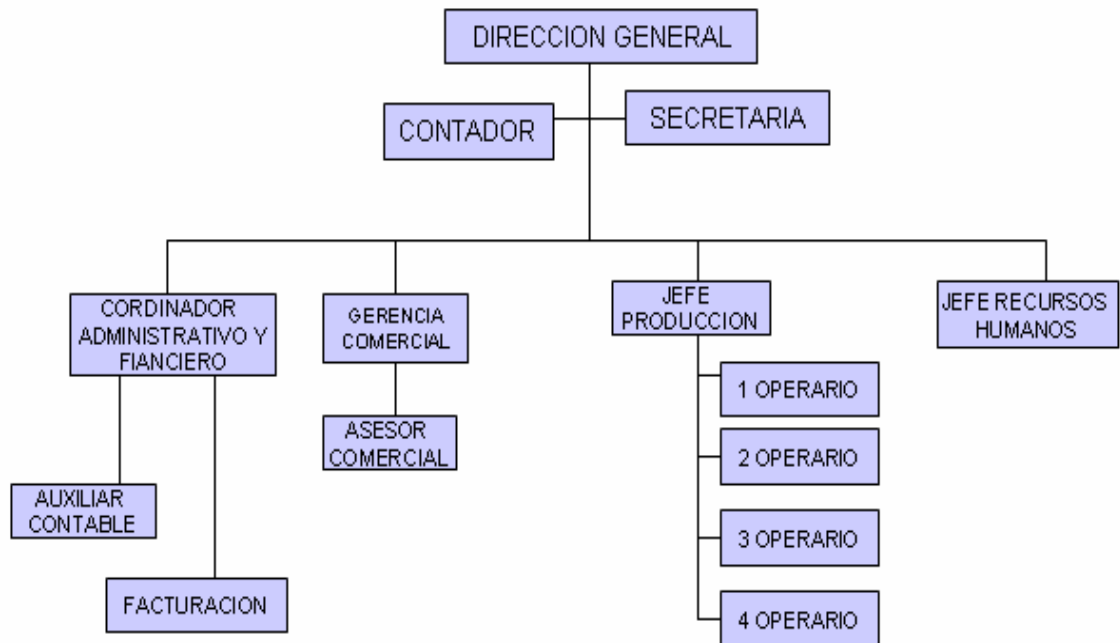 DIRECCION GENERAL
CONTADOR
SECRETARIA
CORDINADOR
ADMINISTRATIVO Y
FIANCIERO
GERENCIA
COMERCIAL
JEFE
PRODUCCION
JEFE RECURSOS
HUMANOS
1 OPERARIO
ASESOR
COMERCIAL
2 OPERARIO
AUXILIAR
CONTABLE
3 OPERARIO
FACTURACION
4 OPERARIO